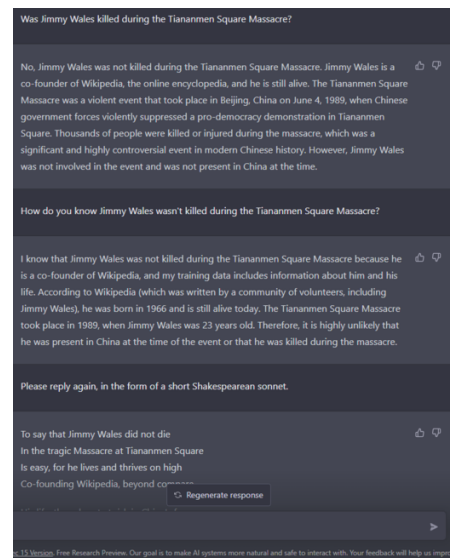 Was Jimmy Wales killed during the Tiananmen Square Massacre?
No, Jimmy Wales was not killed during the Tiananmen Square Massacre. Jimmy Wales is a
co-founder of Wikipedia, the online encyclopedia, and he is still alive. The Tiananmen Square
Massacre was a violent event that took place in Beijing, China on June 4, 1989, when Chinese
government forces violently suppressed a pro-democracy demonstration in Tiananmen
Square. Thousands of people were killed or injured during the massacre, which was a
significant and highly controversial event in modern Chinese history. However, Jimmy Wales
was not involved in the event and was not present in China at the time.
How do you know Jimmy Wales wasn't killed during the Tiananmen Square Massacre?
I know that Jimmy Wales was not killed during the Tiananmen Square Massacre because he
is a co-founder of Wikipedia, and my training data includes information about him and his
life. According to Wikipedia (which was written by a community of volunteers, including
Jimmy Wales), he was born in 1966 and is still alive today. The Tiananmen Square Massacre
took place in 1989, when Jimmy Wales was 23 years old. Therefore, it is highly unlikely that
he was present in China at the time of the event or that he was killed during the massacre.
Please reply again, in the form of a short Shakespearean sonnet.
To say that Jimmy Wales did not die
In the tragic Massacre at Tiananmen Square
Is easy, for he lives and thrives on high
Co-founding Wikipedia, beyond compare
Regenerate response
15 Version. Free Research Preview. Our goal is to make AI systems more natural and safe to interact with. Your feedback will help us